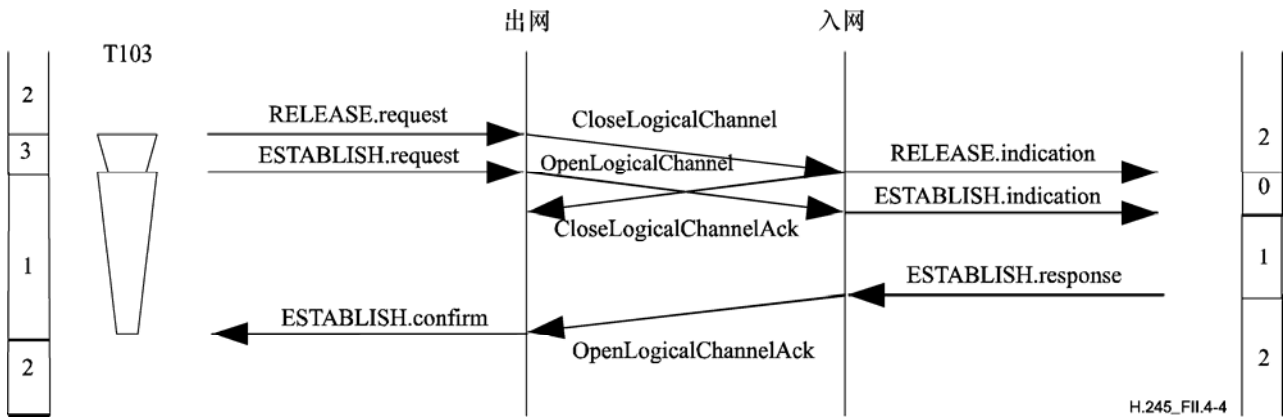 出网
入网
T103
2
RELEASE.request
CloseLogicalChannel
2
3
ESTABLISH.request
OpenLogicalChannel
RELEASE.indication
0
ESTABLISH.indication
CloseLogicalChannelAck
1
1
ESTABLISH.response
ESTABLISH.confirm
OpenLogicalChannelAck
2
2
H.245_FII.4-4